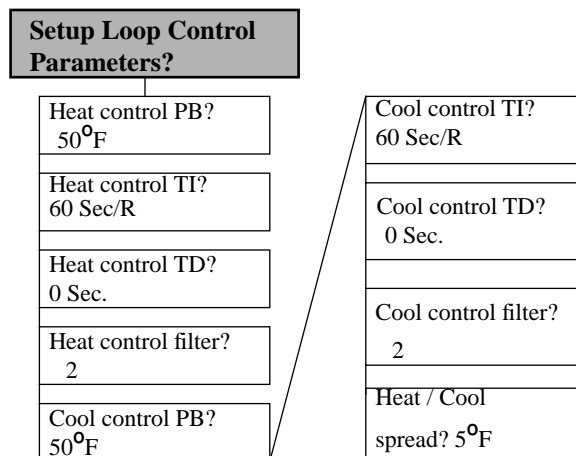 Setup Loop Control
Parameters?
Heat control PB?
50°F
Heat control TI?
60 Sec/R
Heat control TD?
0 Sec.
Heat control filter?
2
Cool control PB?
50°F
Cool control TI?
60 Sec/R
Cool control TD?
0 Sec.
Cool control filter?
2
Heat / Cool
spread? 5°F